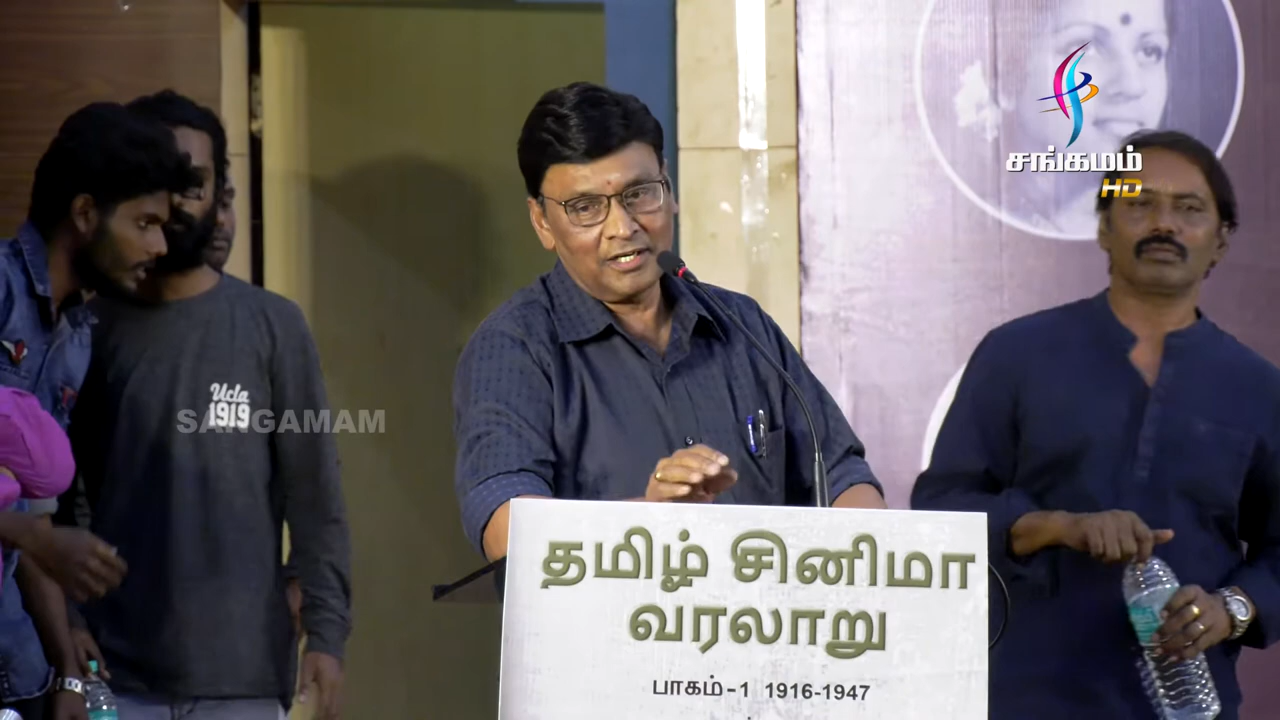 சங்கமம்
HD
Ucla
1919
SANGAMAM
தமிழ் சினிமா
வரலாறு
பாகம்-1 1916-1947